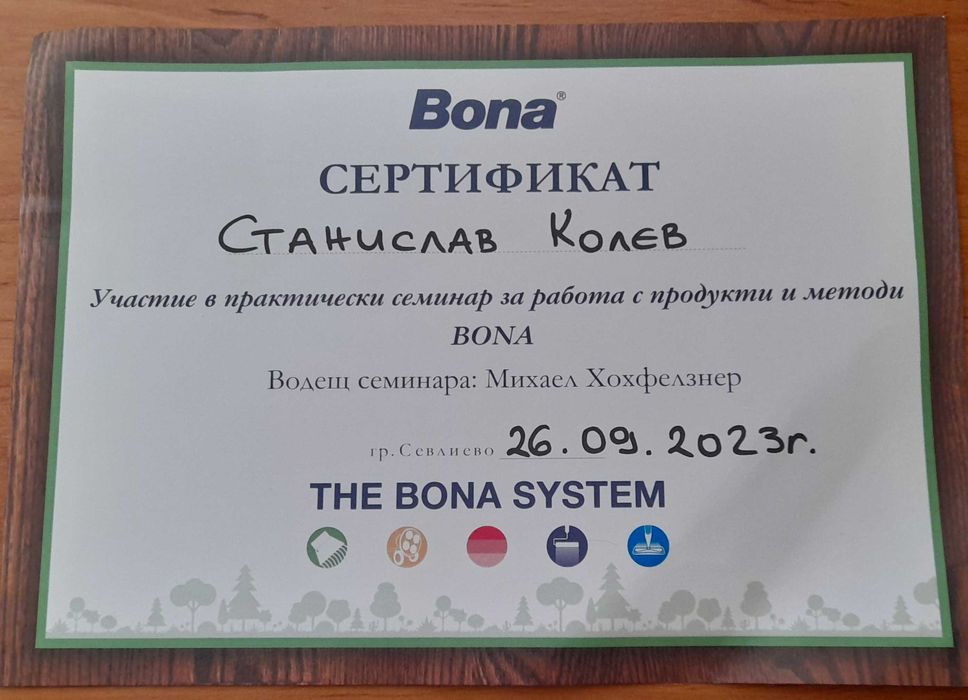 Bona®
СЕРТИФИКАТ
Станислав Колев
Участие в практически семинар за работа с продукти и методи
BONA
Водещ семинара: Михаел Хохфелзнер
гр. Севлиево 26.09.2023г.
THE BONA SYSTEM